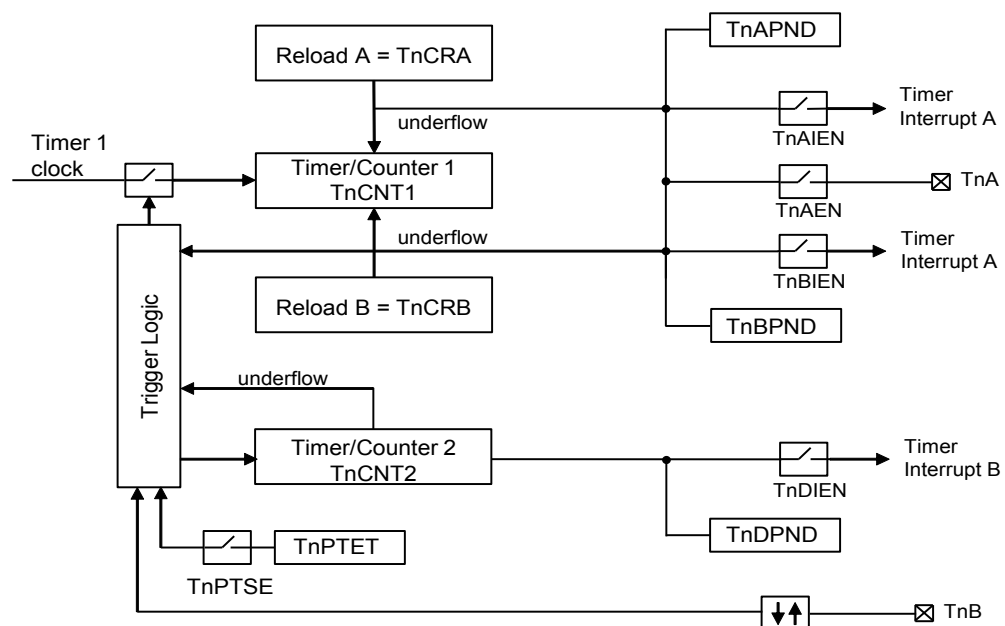 TnAPND
Reload A = TnCRA
Timer
Interrupt A
underflow
TnAIEN
Timer 1
clock
Timer/Counter 1
TnCNT1
TnA
TnAEN
underflow
Timer
Interrupt A
TnBIEN
Reload B = TnCRB
TnBPND
Trigger Logic
underflow
Timer/Counter 2
TnCNT2
Timer
Interrupt B
TnDIEN
TnPTET
TnDPND
TnPTSE
TnB